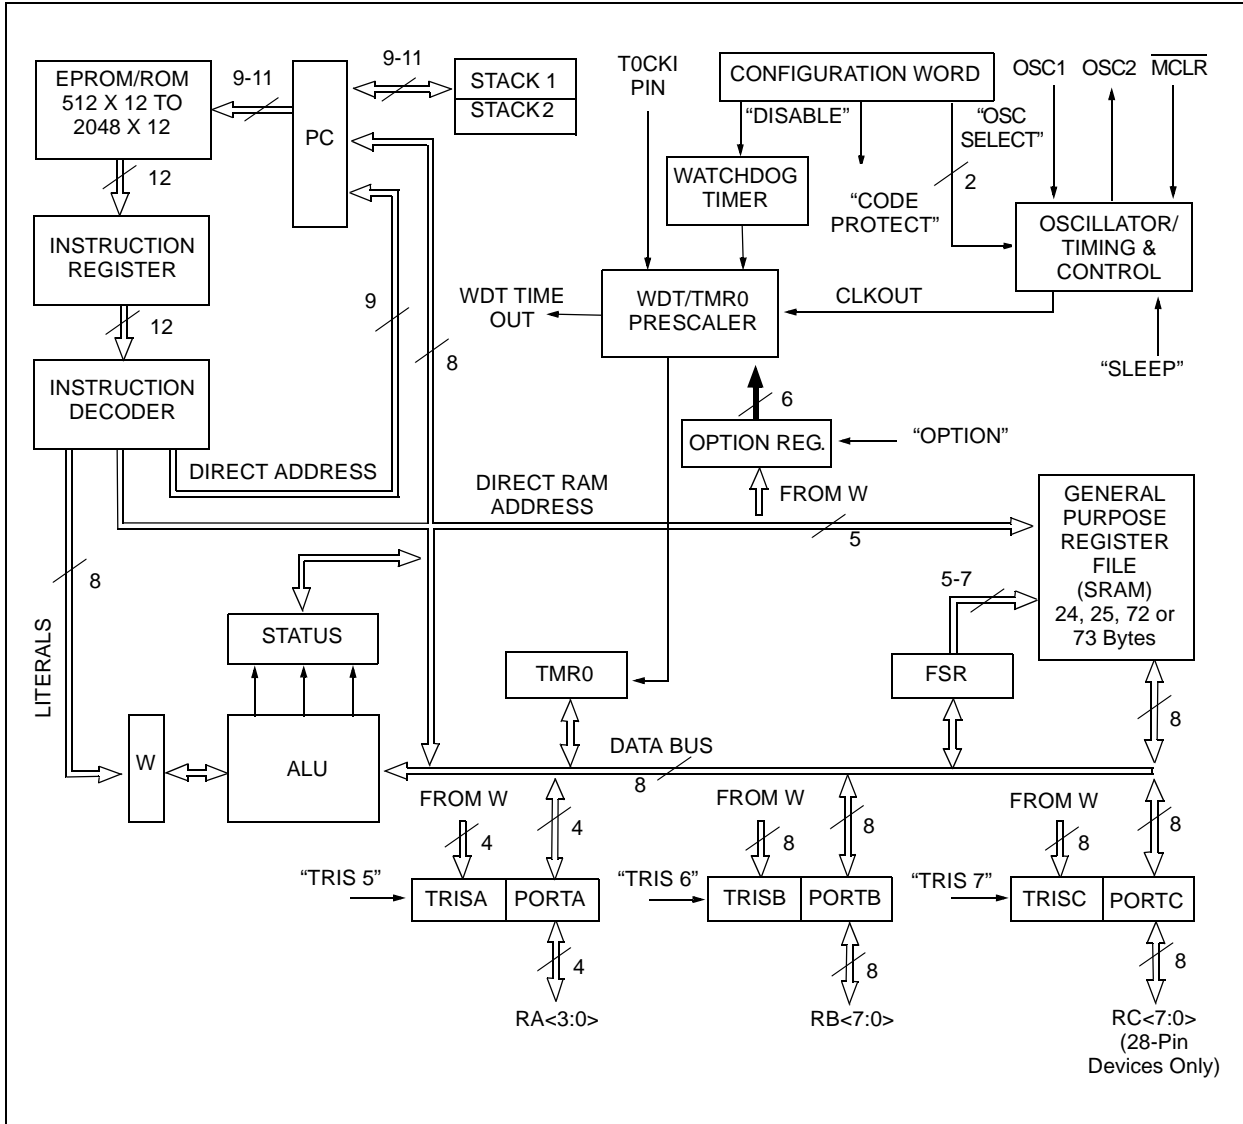 EPROM/ROM
512 X 12 TO
2048 X 12
9-11
PC
9-11
STACK 1
STACK 2
T0CKI
PIN
CONFIGURATION WORD
OSC1
OSC2
MCLR
“DISABLE”
“OSC
SELECT”
2
“CODE
PROTECT”
WATCHDOG
TIMER
12
INSTRUCTION
REGISTER
12
INSTRUCTION
DECODER
9
8
WDT TIME
OUT
WDT/TMR0
PRESCALER
CLKOUT
OSCILLATOR/
TIMING &
CONTROL
“SLEEP”
6
OPTION REG.
“OPTION”
FROM W
DIRECT ADDRESS
DIRECT RAM
ADDRESS
5
GENERAL
PURPOSE
REGISTER
FILE
(SRAM)
24, 25, 72 or
73 Bytes
5-7
8
LITERALS
STATUS
TMR0
FSR
8
W
ALU
DATA BUS
8
FROM W
4
4
FROM W
8
8
FROM W
8
8
“TRIS 5”
TRISA
PORTA
“TRIS 6”
TRISB
PORTB
“TRIS 7”
TRISC
PORTC
4
8
8
RA<3:0>
RB<7:0>
RC<7:0>
(28-Pin
Devices Only)